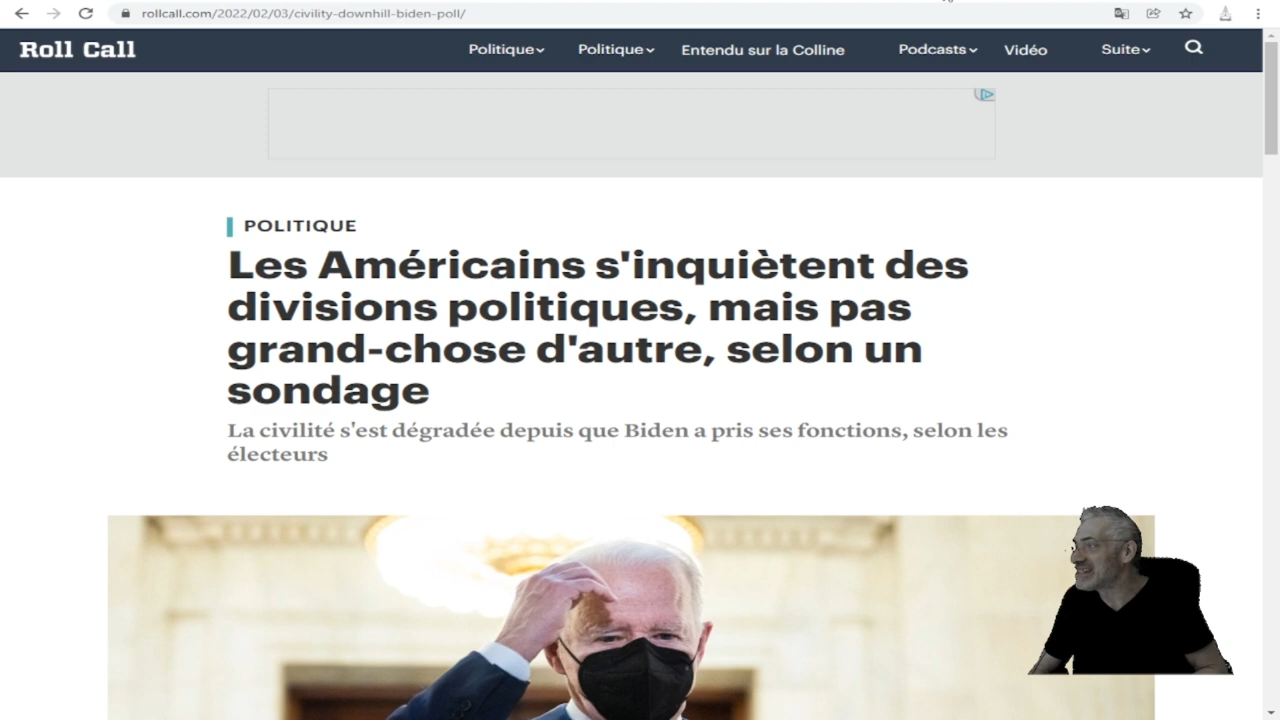 rollcall.com/2022/02/03/civility-downhill-biden-poll/
Roll Call Politique Politique Entendu sur la Colline Podcasts Vidéo Suite
POLITIQUE
Les Américains s'inquiètent des
divisions politiques, mais pas
grand-chose d'autre, selon un
sondage
La civilité s'est dégradée depuis que Biden a pris ses fonctions, selon les
électeurs